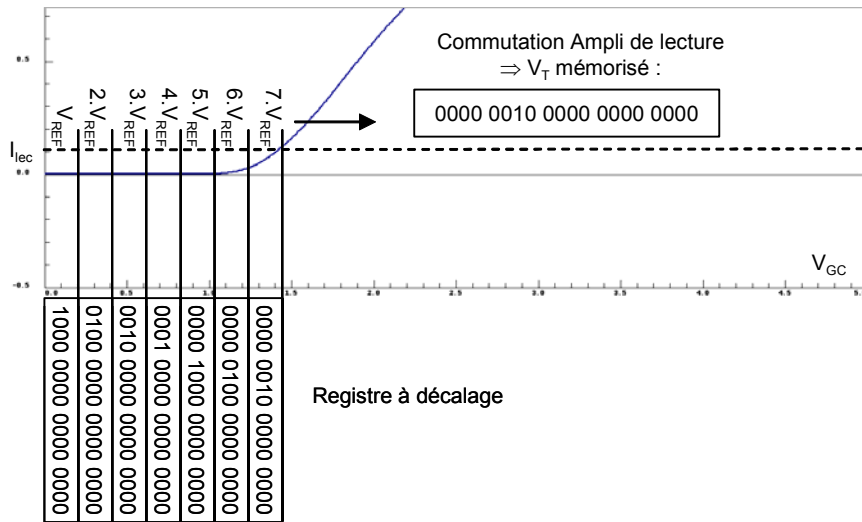 0.5
Commutation Ampli de lecture
⇒ V_T mémorisé :
0000 0010 0000 0000 0000
V_REF
2.V_REF
3.V_REF
4.V_REF
5.V_REF
6.V_REF
7.V_REF
I_lec
0.0
V_GC
-0.5
0.0 0.5 1.0 1.5 2.0 2.5 3.0 3.5 4.0 4.5 5.0
1000 0000 0000 0000 0000
0100 0000 0000 0000 0000
0010 0000 0000 0000 0000
0001 0000 0000 0000 0000
0000 1000 0000 0000 0000
0000 0100 0000 0000 0000
0000 0010 0000 0000 0000
Registre à décalage